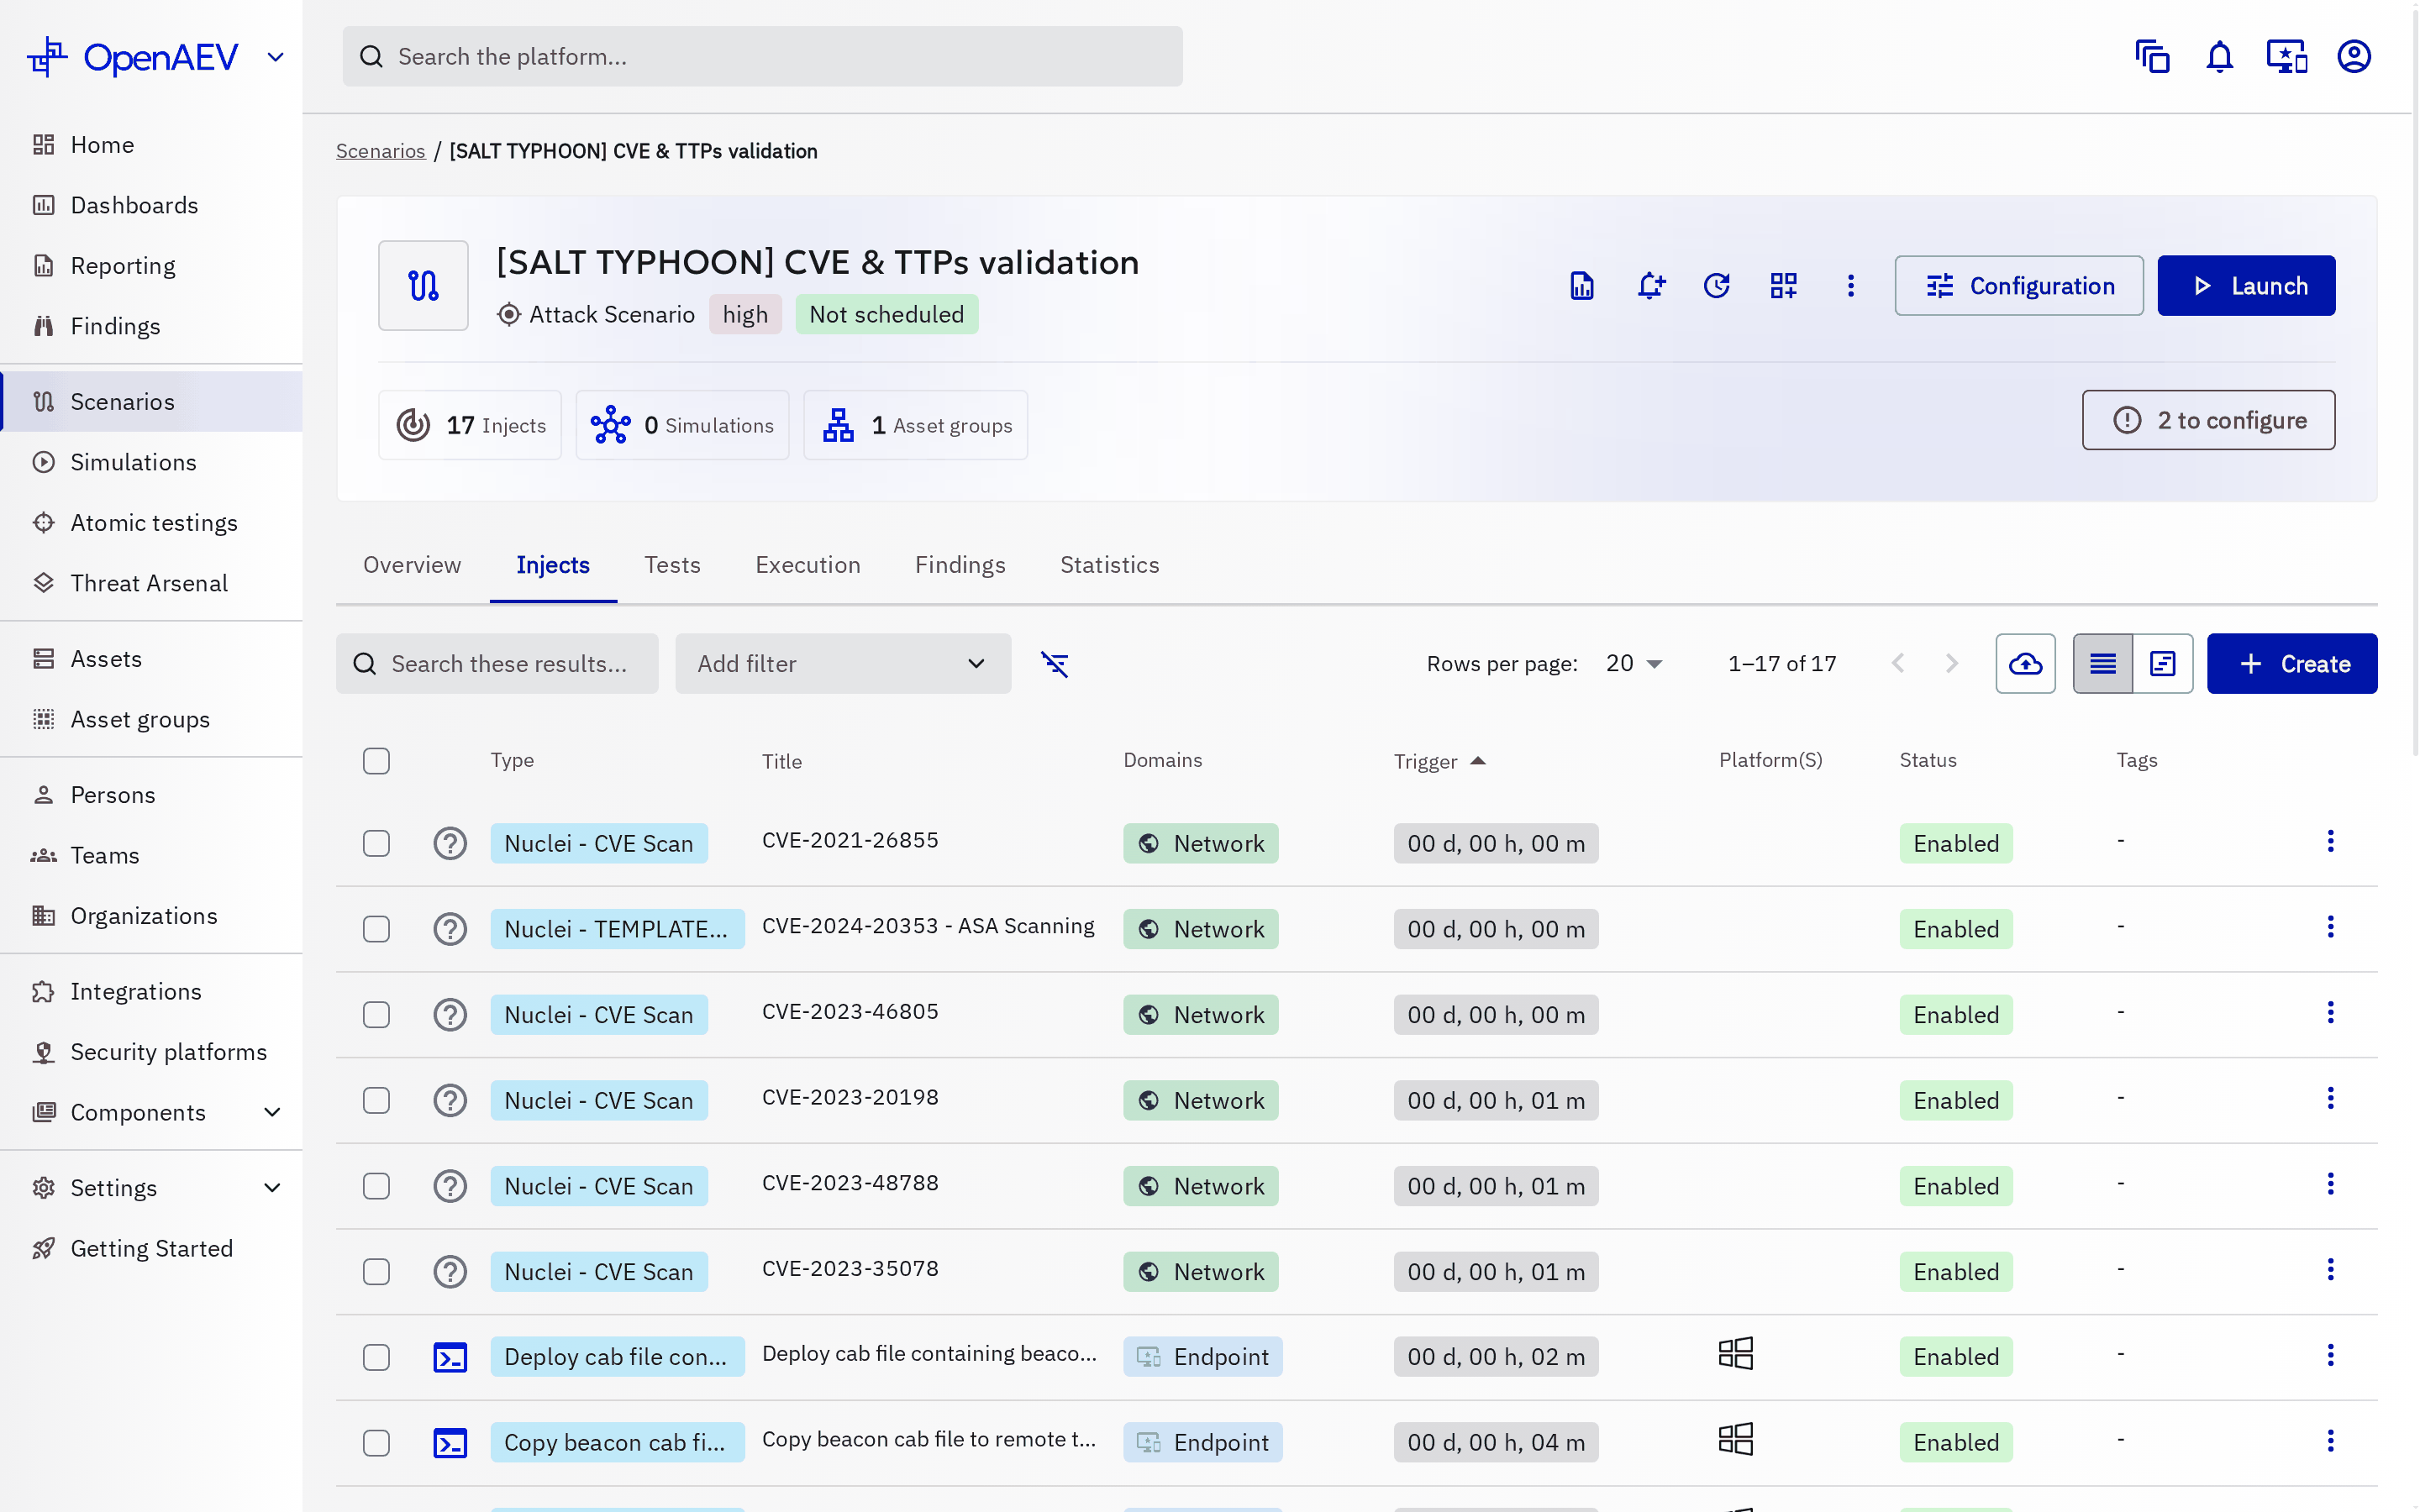 OpenAEV
Search the platform...
Home
Dashboards
Reporting
Findings
Scenarios
Simulations
Atomic testings
Threat Arsenal
Assets
Asset groups
Persons
Teams
Organizations
Integrations
Security platforms
Components
Settings
Getting Started
Scenarios / [SALT TYPHOON] CVE & TTPs validation
[SALT TYPHOON] CVE & TTPs validation
Attack Scenario high Not scheduled
Configuration
Launch
17 Injects
0 Simulations
1 Asset groups
2 to configure
Overview Injects Tests Execution Findings Statistics
Search these results...
Add filter
Rows per page: 20
1–17 of 17
Create
Type Title Domains Trigger Platform(S) Status Tags
Nuclei - CVE Scan CVE-2021-26855 Network 00 d, 00 h, 00 m Enabled -
Nuclei - TEMPLATE... CVE-2024-20353 - ASA Scanning Network 00 d, 00 h, 00 m Enabled -
Nuclei - CVE Scan CVE-2023-46805 Network 00 d, 00 h, 00 m Enabled -
Nuclei - CVE Scan CVE-2023-20198 Network 00 d, 00 h, 01 m Enabled -
Nuclei - CVE Scan CVE-2023-48788 Network 00 d, 00 h, 01 m Enabled -
Nuclei - CVE Scan CVE-2023-35078 Network 00 d, 00 h, 01 m Enabled -
Deploy cab file con... Deploy cab file containing beaco... Endpoint 00 d, 00 h, 02 m Enabled -
Copy beacon cab fi... Copy beacon cab file to remote t... Endpoint 00 d, 00 h, 04 m Enabled -